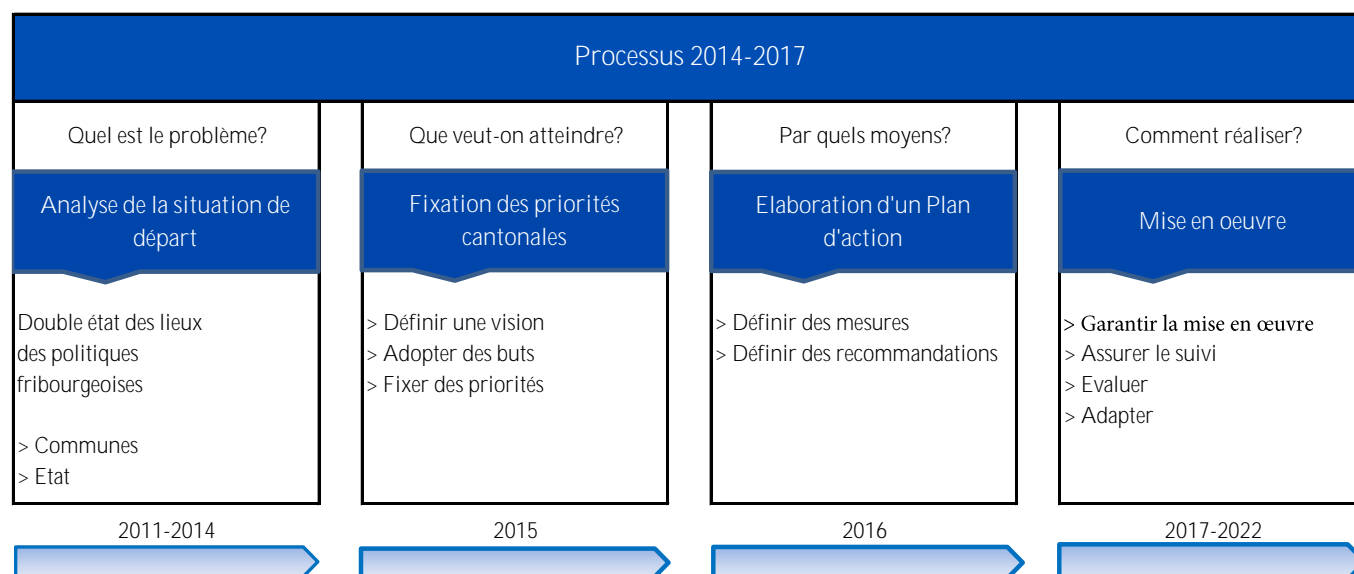 Processus 2014-2017
Quel est le problème?
Analyse de la situation de
départ
Double état des lieux
des politiques
fribourgeoises
> Communes
> Etat
2011-2014
Que veut-on atteindre?
Fixation des priorités
cantonales
> Définir une vision
> Adopter des buts
> Fixer des priorités
2015
Par quels moyens?
Elaboration d'un Plan
d'action
> Définir des mesures
> Définir des recommandations
2016
Comment réaliser?
Mise en oeuvre
> Garantir la mise en œuvre
> Assurer le suivi
> Evaluer
> Adapter
2017-2022